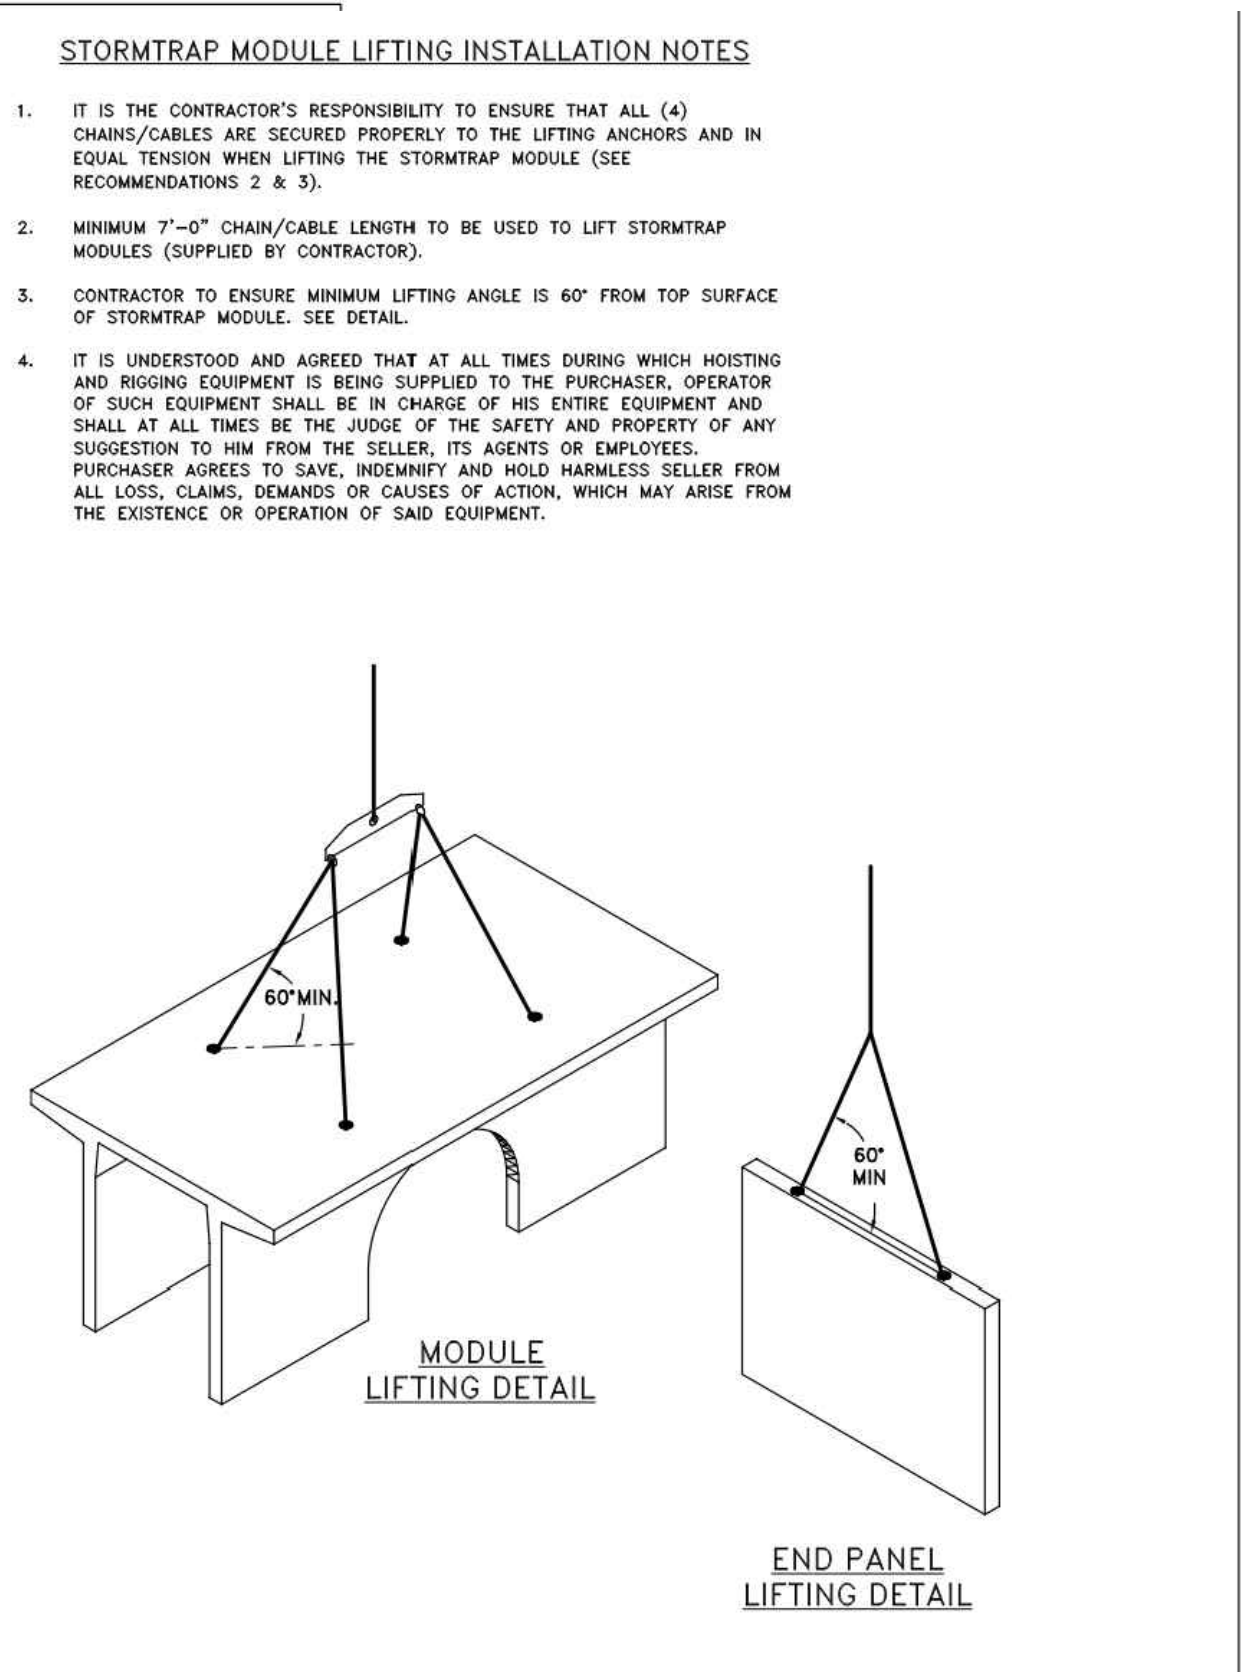 STORMTRAP MODULE LIFTING INSTALLATION NOTES
1. IT IS THE CONTRACTOR'S RESPONSIBILITY TO ENSURE THAT ALL (4)
CHAINS/CABLES ARE SECURED PROPERLY TO THE LIFTING ANCHORS AND IN
EQUAL TENSION WHEN LIFTING THE STORMTRAP MODULE (SEE
RECOMMENDATIONS 2 & 3).
2. MINIMUM 7'-0" CHAIN/CABLE LENGTH TO BE USED TO LIFT STORMTRAP
MODULES (SUPPLIED BY CONTRACTOR).
3. CONTRACTOR TO ENSURE MINIMUM LIFTING ANGLE IS 60° FROM TOP SURFACE
OF STORMTRAP MODULE. SEE DETAIL.
4. IT IS UNDERSTOOD AND AGREED THAT AT ALL TIMES DURING WHICH HOISTING
AND RIGGING EQUIPMENT IS BEING SUPPLIED TO THE PURCHASER, OPERATOR
OF SUCH EQUIPMENT SHALL BE IN CHARGE OF HIS ENTIRE EQUIPMENT AND
SHALL AT ALL TIMES BE THE JUDGE OF THE SAFETY AND PROPERTY OF ANY
SUGGESTION TO HIM FROM THE SELLER, ITS AGENTS OR EMPLOYEES.
PURCHASER AGREES TO SAVE, INDEMNIFY AND HOLD HARMLESS SELLER FROM
ALL LOSS, CLAIMS, DEMANDS OR CAUSES OF ACTION, WHICH MAY ARISE FROM
THE EXISTENCE OR OPERATION OF SAID EQUIPMENT.
60°MIN.
MODULE
LIFTING DETAIL
60°
MIN
END PANEL
LIFTING DETAIL